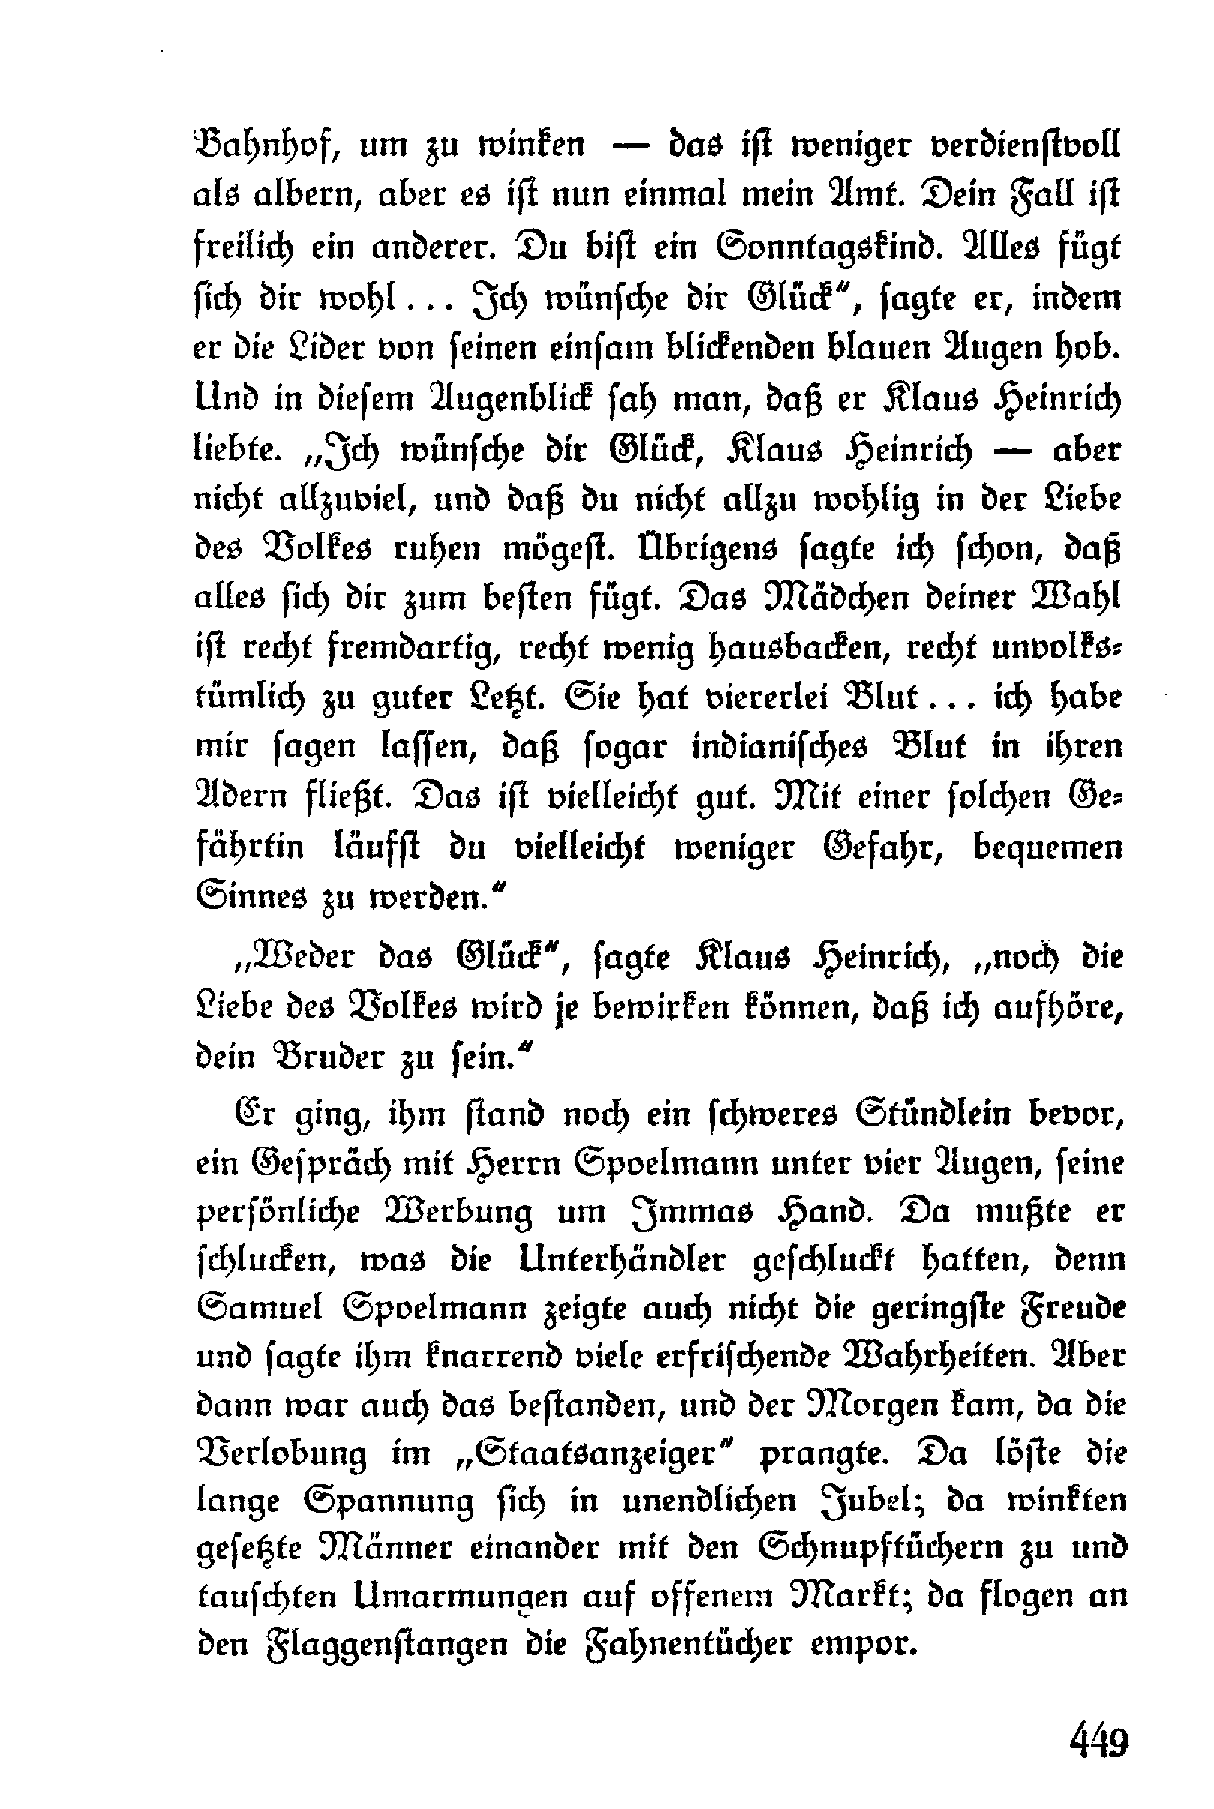 Bahnhof, um zu winken — das ist weniger verdienstvoll
als albern, aber es ist nun einmal mein Amt. Dein Fall ist
freilich ein anderer. Du bist ein Sonntagskind. Alles fügt
sich dir wohl... Ich wünsche dir Glück“, sagte er, indem
er die Lider von seinen einsam blickenden blauen Augen hob.
Und in diesem Augenblick sah man, daß er Klaus Heinrich
liebte. „Ich wünsche dir Glück, Klaus Heinrich — aber
nicht allzuviel, und daß du nicht allzu wohlig in der Liebe
des Volkes ruhen mögest. Übrigens sagte ich schon, daß
alles sich dir zum besten fügt. Das Mädchen deiner Wahl
ist recht fremdartig, recht wenig hausbacken, recht unvolks-
tümlich zu guter Letzt. Sie hat viererlei Blut... ich habe
mir sagen lassen, daß sogar indianisches Blut in ihren
Adern fließt. Das ist vielleicht gut. Mit einer solchen Ge-
fährtin läufst du vielleicht weniger Gefahr, bequemen
Sinnes zu werden.“
„Weder das Glück“, sagte Klaus Heinrich, „noch die
Liebe des Volkes wird je bewirken können, daß ich aufhöre,
dein Bruder zu sein.“
Er ging, ihm stand noch ein schweres Stündlein bevor,
ein Gespräch mit Herrn Spoelmann unter vier Augen, seine
persönliche Werbung um Immas Hand. Da mußte er
schlucken, was die Unterhändler geschluckt hatten, denn
Samuel Spoelmann zeigte auch nicht die geringste Freude
und sagte ihm knarrend viele erfrischende Wahrheiten. Aber
dann war auch das bestanden, und der Morgen kam, da die
Verlobung im „Staatsanzeiger“ prangte. Da löste die
lange Spannung sich in unendlichen Jubel; da winkten
gesetzte Männer einander mit den Schnupftüchern zu und
tauschten Umarmungen auf offenem Markt; da flogen an
den Flaggenstangen die Fahnentücher empor.
449